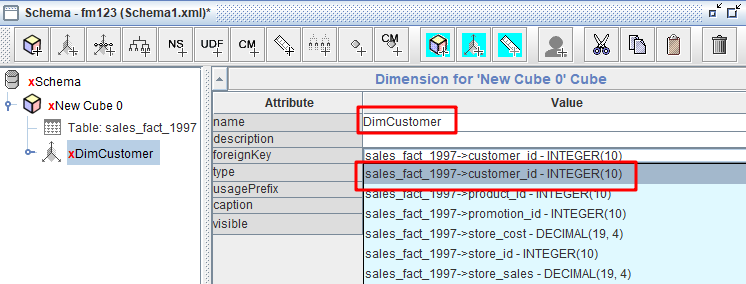 Schema - fm123 (Schema1.xml)*
NS UDF CM CM
Dimension for 'New Cube 0' Cube
xSchema
xNew Cube 0
Table: sales_fact_1997
xDimCustomer
Attribute Value
name DimCustomer
description
foreignKey sales_fact_1997->customer_id - INTEGER(10)
type sales_fact_1997->customer_id - INTEGER(10)
usagePrefix sales_fact_1997->product_id - INTEGER(10)
caption sales_fact_1997->promotion_id - INTEGER(10)
visible sales_fact_1997->store_cost - DECIMAL(19, 4)
sales_fact_1997->store_id - INTEGER(10)
sales_fact_1997->store_sales - DECIMAL(19, 4)